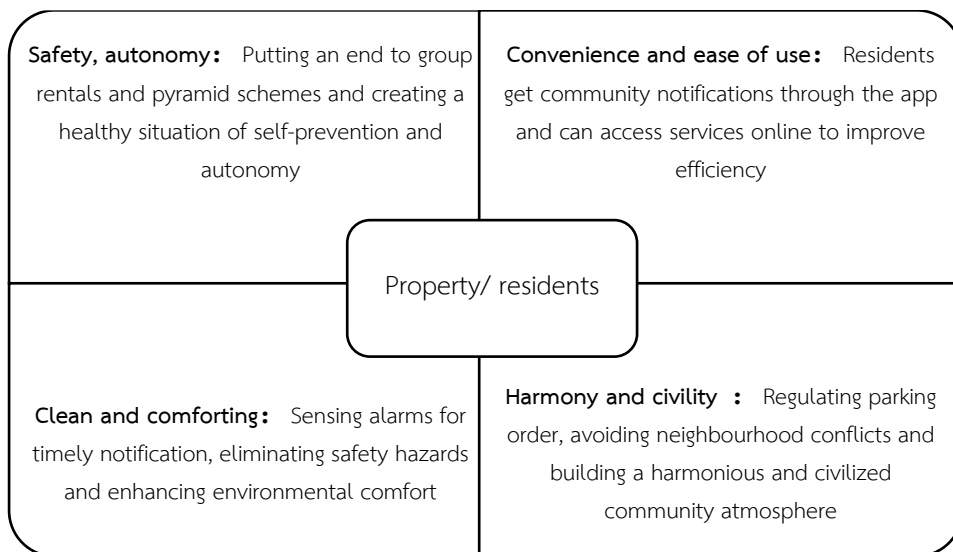 Safety, autonomy： Putting an end to group
rentals and pyramid schemes and creating a
healthy situation of self-prevention and
autonomy
Convenience and ease of use： Residents
get community notifications through the app
and can access services online to improve
efficiency
Property/ residents
Clean and comforting： Sensing alarms for
timely notification, eliminating safety hazards
and enhancing environmental comfort
Harmony and civility ： Regulating parking
order, avoiding neighbourhood conflicts and
building a harmonious and civilized
community atmosphere